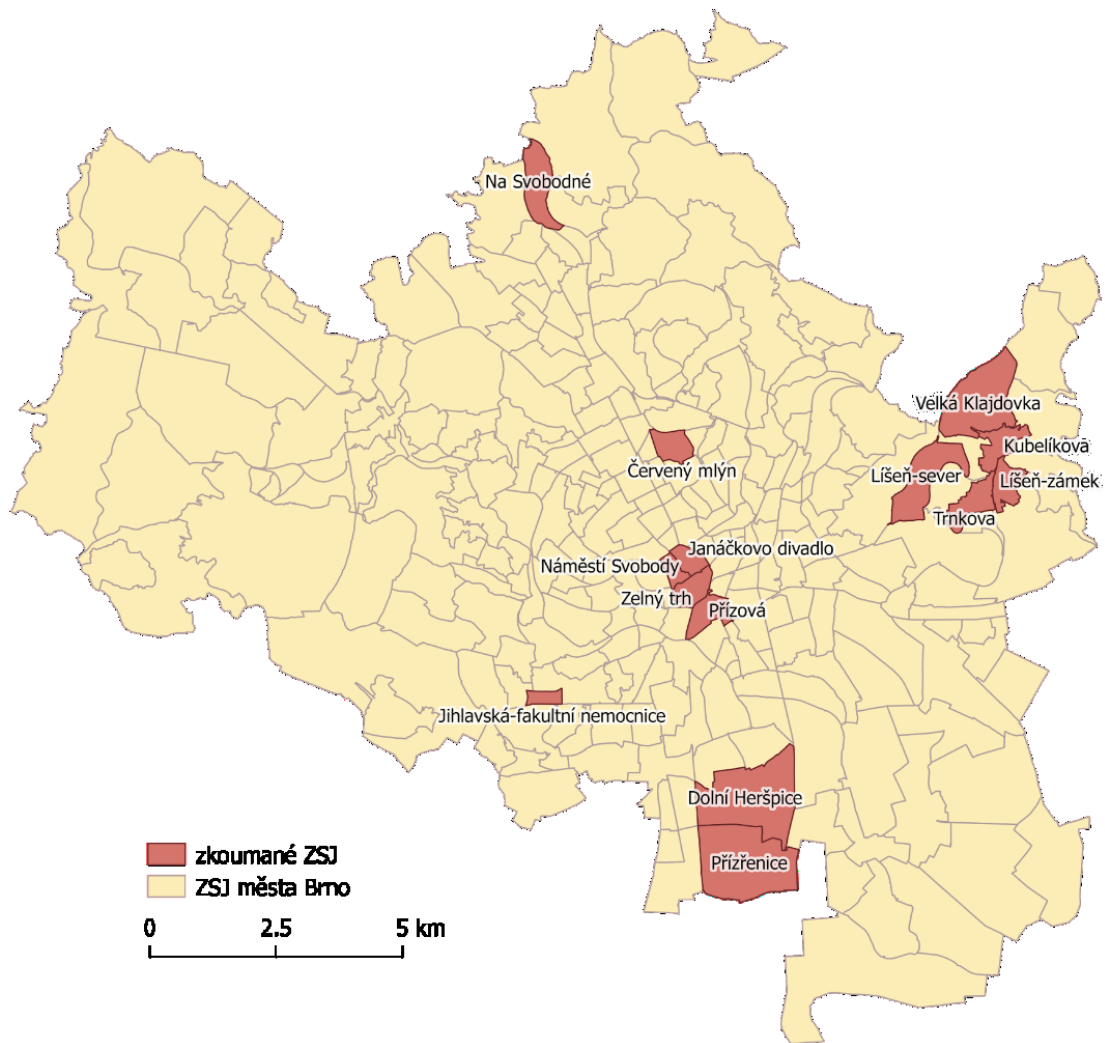 Na Svobodné
Velká Klajdovka
Kubelíkova
Červený mlýn
Líšeň-sever
Líšeň-zámek
Trnkova
Janáčkovo divadlo
Náměstí Svobody
Zelný trh
Přízová
Jihlavská-fakultní nemocnice
Dolní Heršpice
Přízřenice
zkoumané ZSJ
ZSJ města Brno
0 2.5 5 km